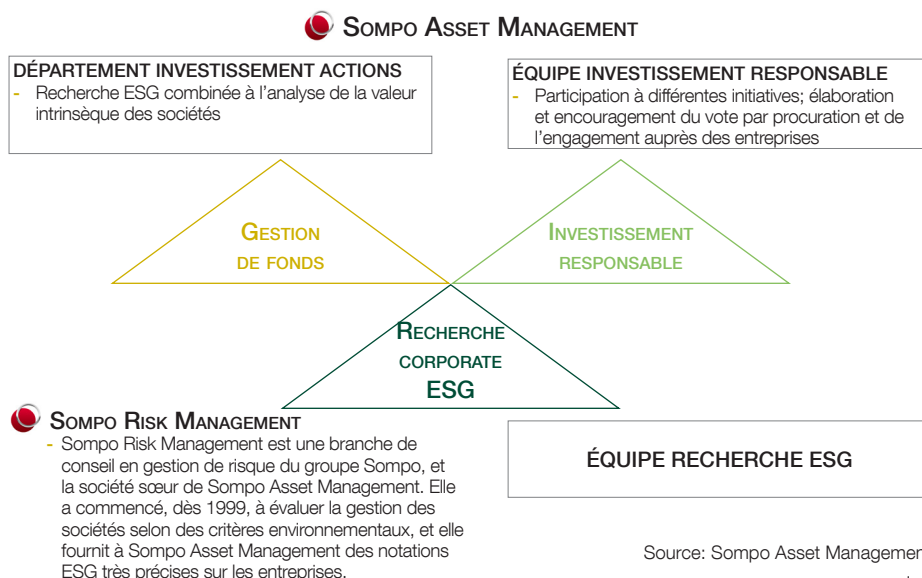 SOMPO ASSET MANAGEMENT
DÉPARTEMENT INVESTISSEMENT ACTIONS
- Recherche ESG combinée à l'analyse de la valeur
intrinsèque des sociétés
ÉQUIPE INVESTISSEMENT RESPONSABLE
- Participation à différentes initiatives; élaboration
et encouragement du vote par procuration et de
l'engagement auprès des entreprises
GESTION
DE FONDS
INVESTISSEMENT
RESPONSABLE
RECHERCHE
CORPORATE
ESG
SOMPO RISK MANAGEMENT
- Sompo Risk Management est une branche de
conseil en gestion de risque du groupe Sompo, et
la société sœur de Sompo Asset Management. Elle
a commencé, dès 1999, à évaluer la gestion des
sociétés selon des critères environnementaux, et elle
fournit à Sompo Asset Management des notations
ESG très précises sur les entreprises.
ÉQUIPE RECHERCHE ESG
Source: Sompo Asset Management